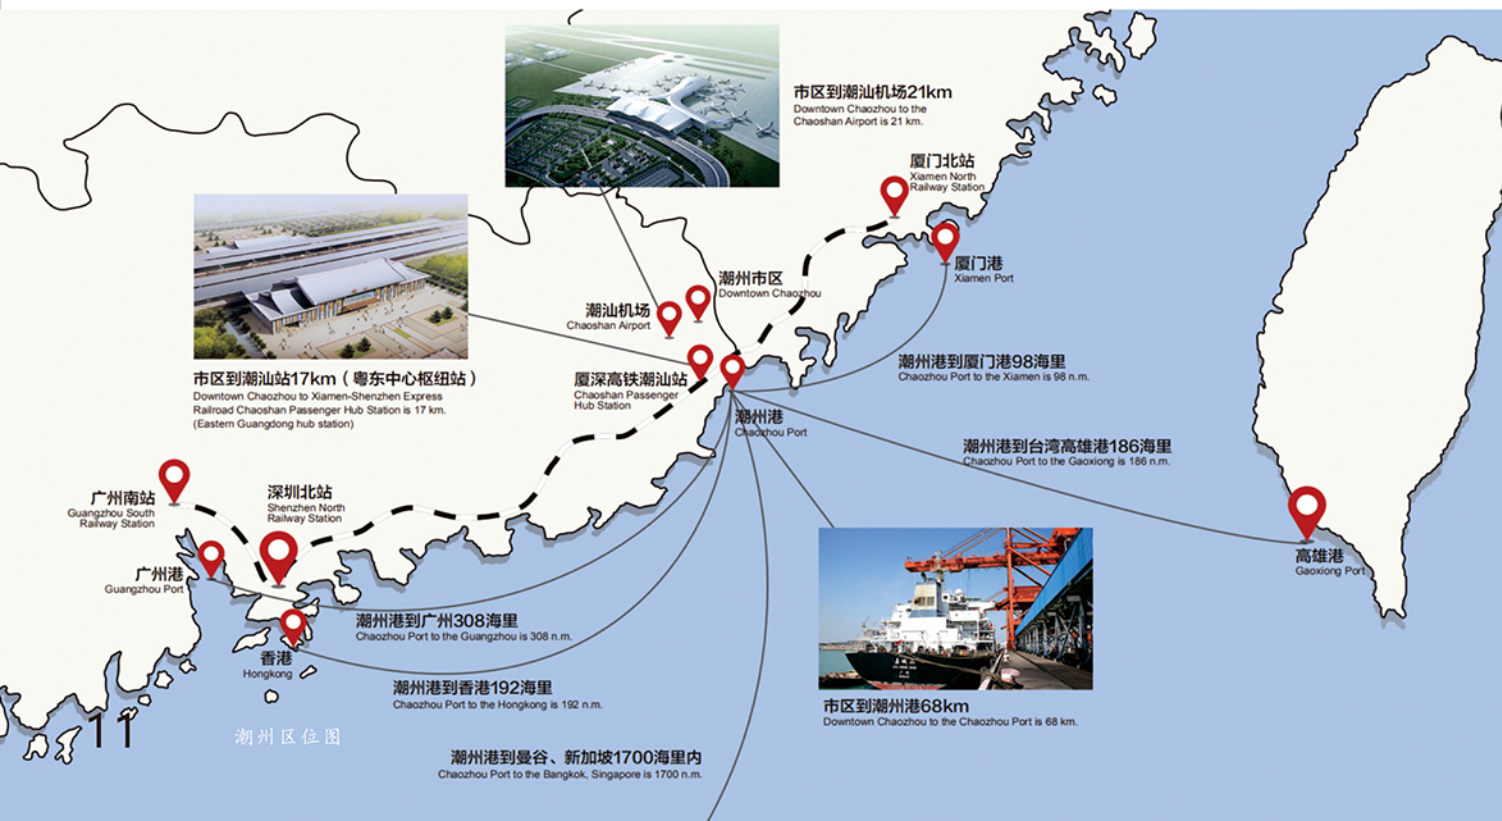 市区到潮汕机场21km
Downtown Chaozhou to the
Chaoshan Airport is 21 km.
厦门北站
Xiamen North
Railway Station
厦门港
Xiamen Port
潮州市区
Downtown Chaozhou
潮汕机场
Chaoshan Airport
市区到潮汕站17km（粤东中心枢纽站）
Downtown Chaozhou to Xiamen-Shenzhen Express
Railroad Chaoshan Passenger Hub Station is 17 km.
(Eastern Guangdong hub station)
厦深高铁潮汕站
Chaoshan Passenger
Hub Station
潮州港到厦门港98海里
Chaozhou Port to the Xiamen is 98 n.m.
潮州港
Chaozhou Port
潮州港到台湾高雄港186海里
Chaozhou Port to the Gaoxiong is 186 n.m.
广州南站
Guangzhou South
Railway Station
深圳北站
Shenzhen North
Railway Station
广州港
Guangzhou Port
高雄港
Gaoxiong Port
潮州港到广州308海里
Chaozhou Port to the Guangzhou is 308 n.m.
香港
Hongkong
潮州港到香港192海里
Chaozhou Port to the Hongkong is 192 n.m.
市区到潮州港68km
Downtown Chaozhou to the Chaozhou Port is 68 km.
11
潮州区位图
潮州港到曼谷、新加坡1700海里内
Chaozhou Port to the Bangkok, Singapore is 1700 n.m.